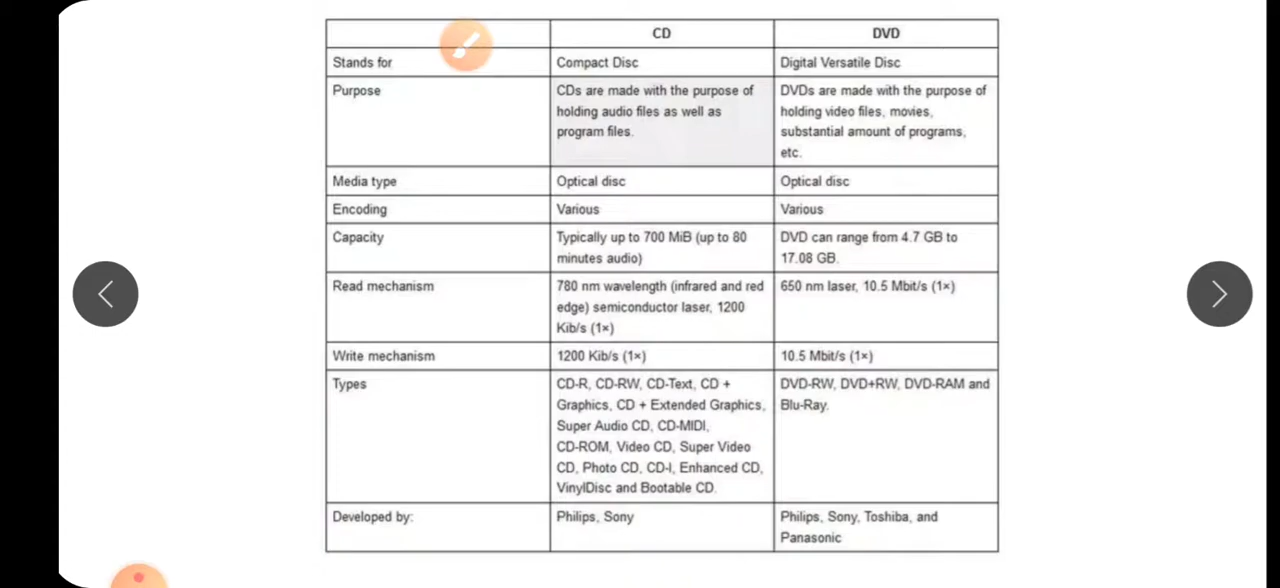 CD DVD
Stands for Compact Disc Digital Versatile Disc
Purpose CDs are made with the purpose of DVDs are made with the purpose of
holding audio files as well as holding video files, movies,
program files. substantial amount of programs,
etc.
Media type Optical disc Optical disc
Encoding Various Various
Capacity Typically up to 700 MiB (up to 80 DVD can range from 4.7 GB to
minutes audio) 17.08 GB.
Read mechanism 780 nm wavelength (infrared and red 650 nm laser, 10.5 Mbit/s (1×)
edge) semiconductor laser, 1200
Kib/s (1×)
Write mechanism 1200 Kib/s (1×) 10.5 Mbit/s (1×)
Types CD-R, CD-RW, CD-Text, CD + DVD-RW, DVD+RW, DVD-RAM and
Graphics, CD + Extended Graphics, Blu-Ray.
Super Audio CD, CD-MIDI,
CD-ROM, Video CD, Super Video
CD, Photo CD, CD-i, Enhanced CD,
VinylDisc and Bootable CD.
Developed by: Philips, Sony Philips, Sony, Toshiba, and
Panasonic